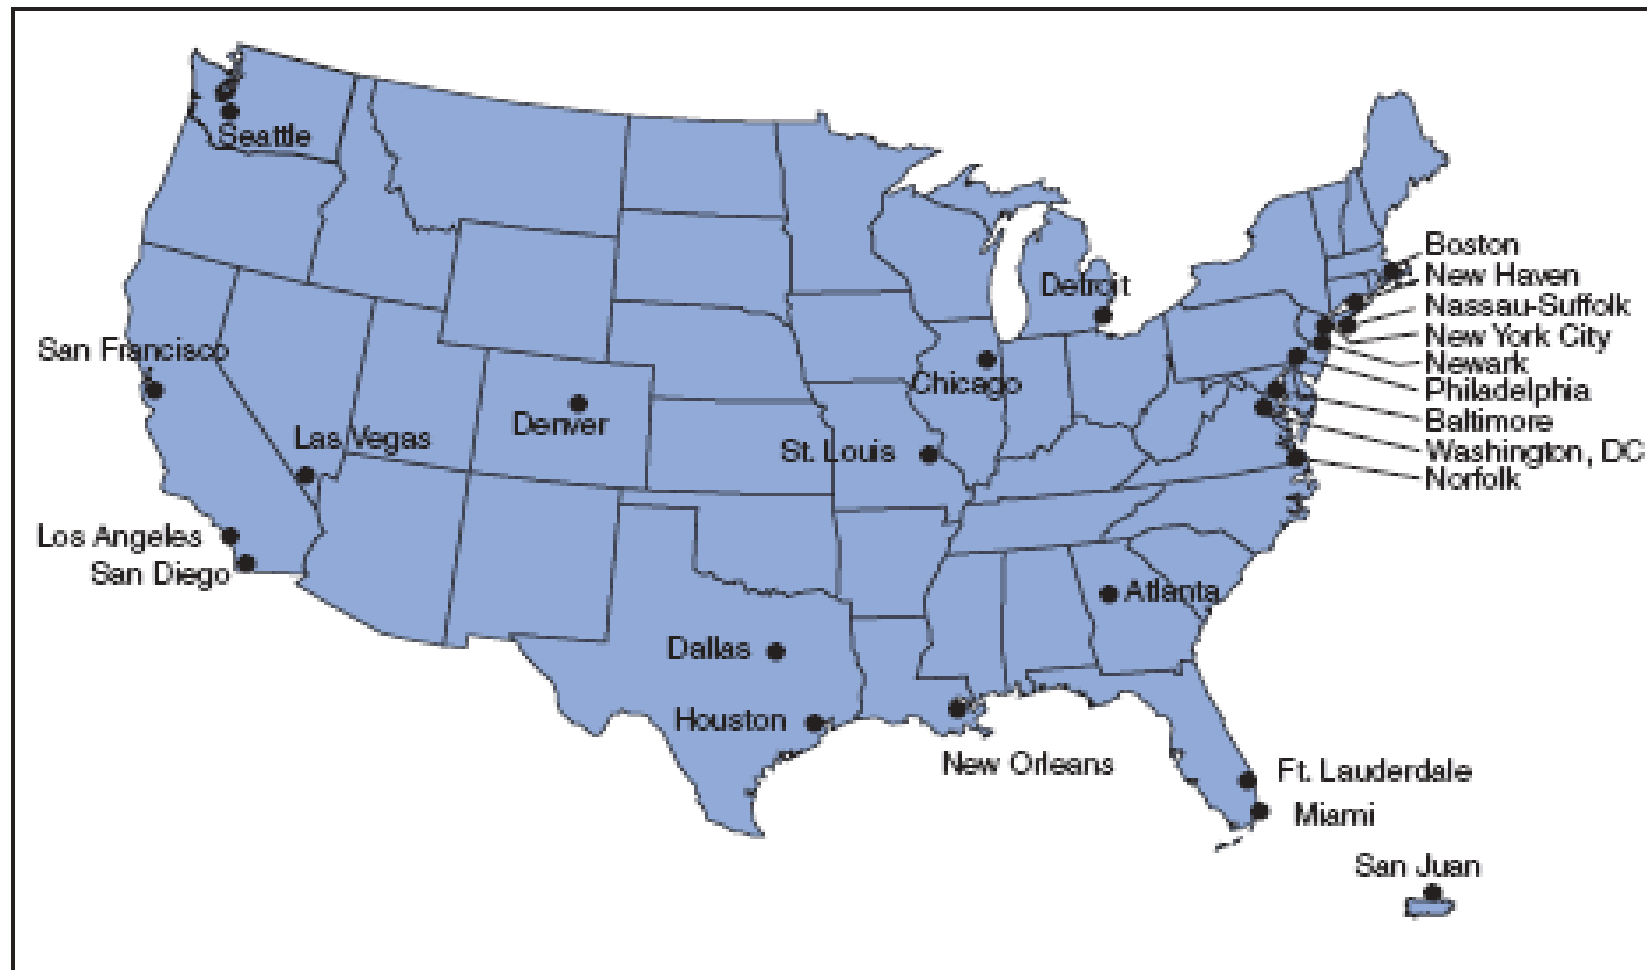 Seattle
Boston
New Haven
Detroit
Nassau-Suffolk
New York City
San Francisco
Newark
Chicago
Philadelphia
Denver
Baltimore
Las Vegas
St. Louis
Washington, DC
Norfolk
Los Angeles
San Diego
Atlanta
Dallas
Houston
New Orleans
Ft. Lauderdale
Miami
San Juan